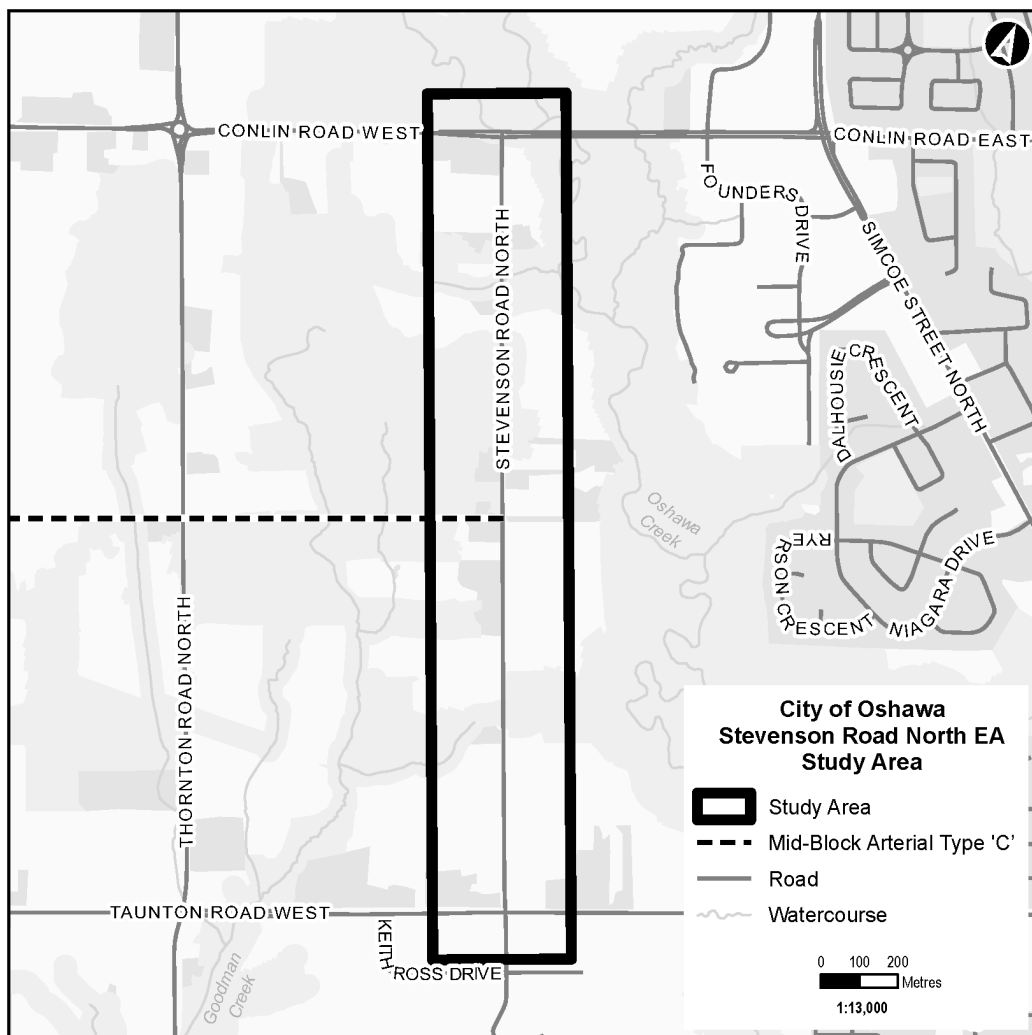 CONLIN ROAD WEST
CONLIN ROAD EAST
FOUNDERS DRIVE
SIMCOE STREET NORTH
STEVENSON ROAD NORTH
DALHOUSIE CRESCENT
Oshawa
Creek
RYERSON CRESCENT
NIAGARA DRIVE
THORNTON ROAD NORTH
TAUNTON ROAD WEST
KEITH ROSS DRIVE
Goodman
Creek
City of Oshawa
Stevenson Road North EA
Study Area
Study Area
Mid-Block Arterial Type 'C'
Road
Watercourse
0 100 200
Metres
1:13,000